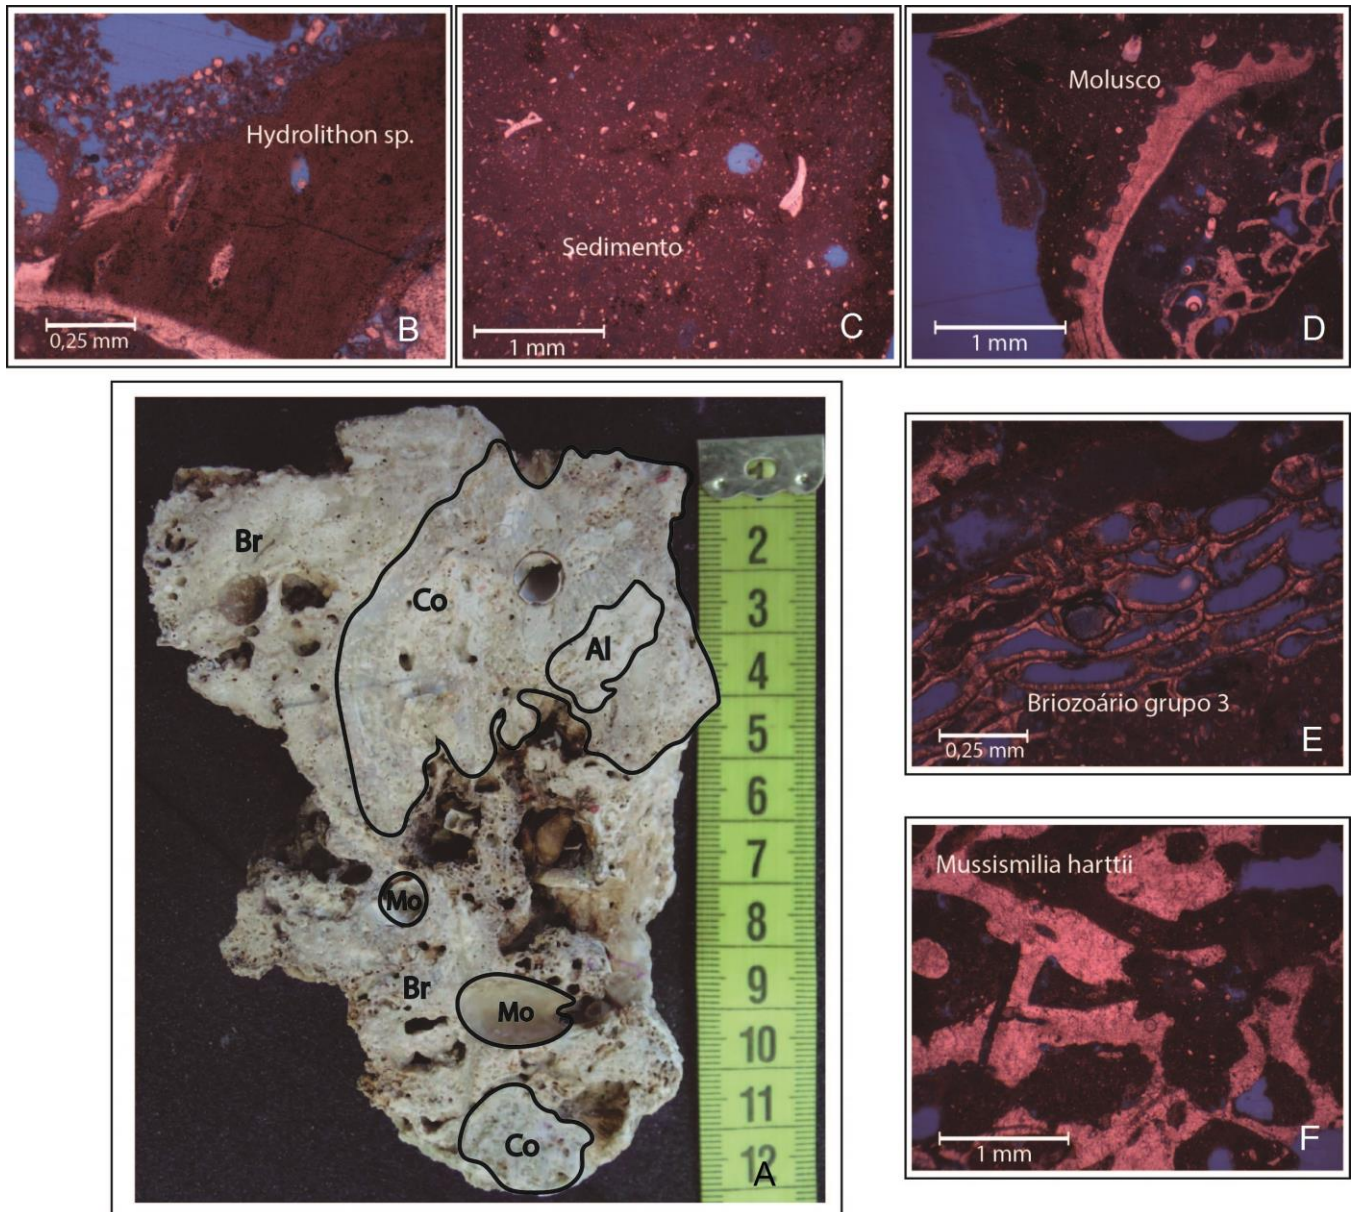 Hydrolithon sp.
0,25 mm
B
Sedimento
1 mm
C
Molusco
1 mm
D
Br
Co
Al
Mo
Br
Mo
Co
A
1
2
3
4
5
6
7
8
9
10
11
12
Briozoário grupo 3
0,25 mm
E
Mussismilia harttii
1 mm
F